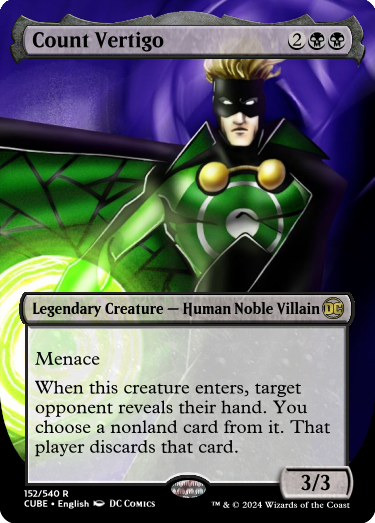 Count Vertigo 2
Legendary Creature — Human Noble Villain DC
Menace
When this creature enters, target
opponent reveals their hand. You
choose a nonland card from it. That
player discards that card.
3/3
152/540 R
CUBE • English DC COMICS
™ & © 2024 Wizards of the Coast